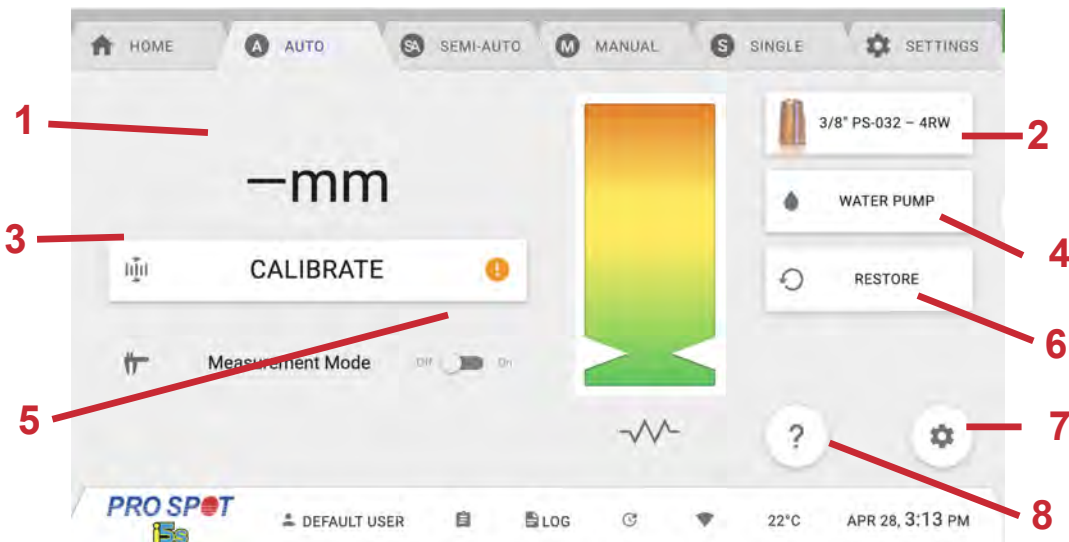 HOME
A AUTO
SA SEMI-AUTO
M MANUAL
S SINGLE
SETTINGS
1
3/8" PS-032 – 4RW
2
–mm
WATER PUMP
3
4
CALIBRATE
!
RESTORE
6
Measurement Mode Off On
5
?
7
8
PRO SPOT
i5s
DEFAULT USER
LOG
22°C
APR 28, 3:13 PM